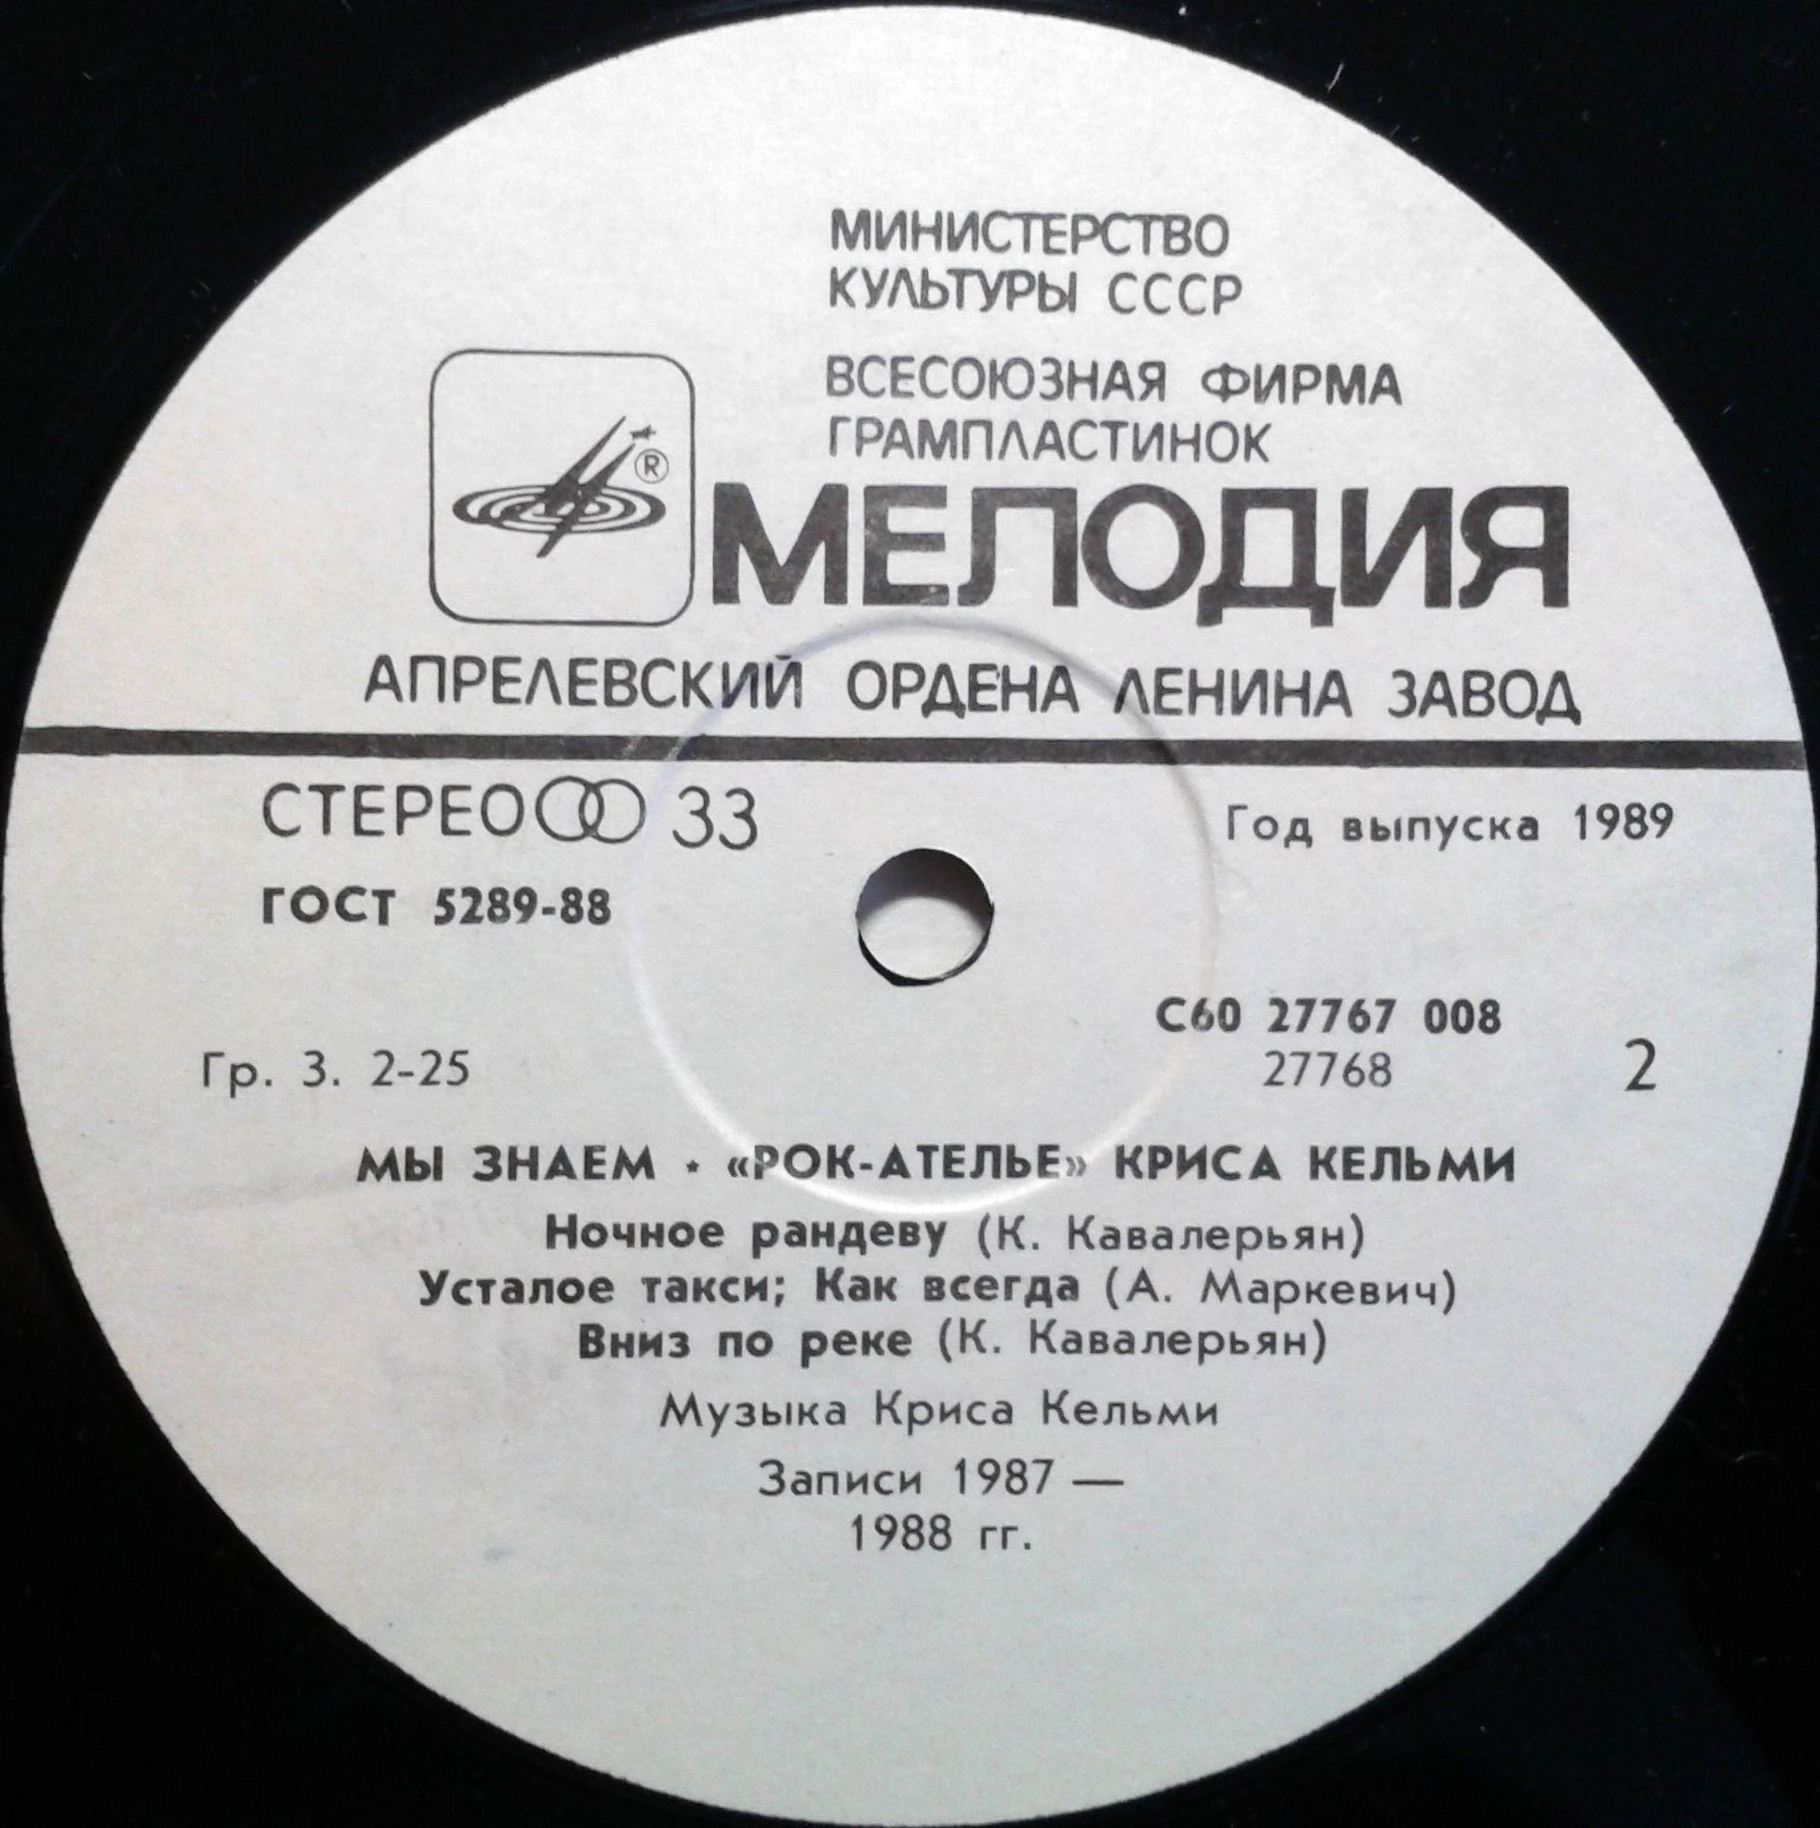 МИНИСТЕРСТВО
КУЛЬТУРЫ СССР
ВСЕСОЮЗНАЯ ФИРМА
ГРАМПЛАСТИНОК
®
МЕЛОДИЯ
АПРЕЛЕВСКИЙ ОРДЕНА ЛЕНИНА ЗАВОД
СТЕРЕО 33
Год выпуска 1989
ГОСТ 5289-88
С60 27767 008
Гр. 3. 2-25
27768
2
МЫ ЗНАЕМ • «РОК-АТЕЛЬЕ» КРИСА КЕЛЬМИ
Ночное рандеву (К. Кавалерьян)
Усталое такси; Как всегда (А. Маркевич)
Вниз по реке (К. Кавалерьян)
Музыка Криса Кельми
Записи 1987 —
1988 гг.